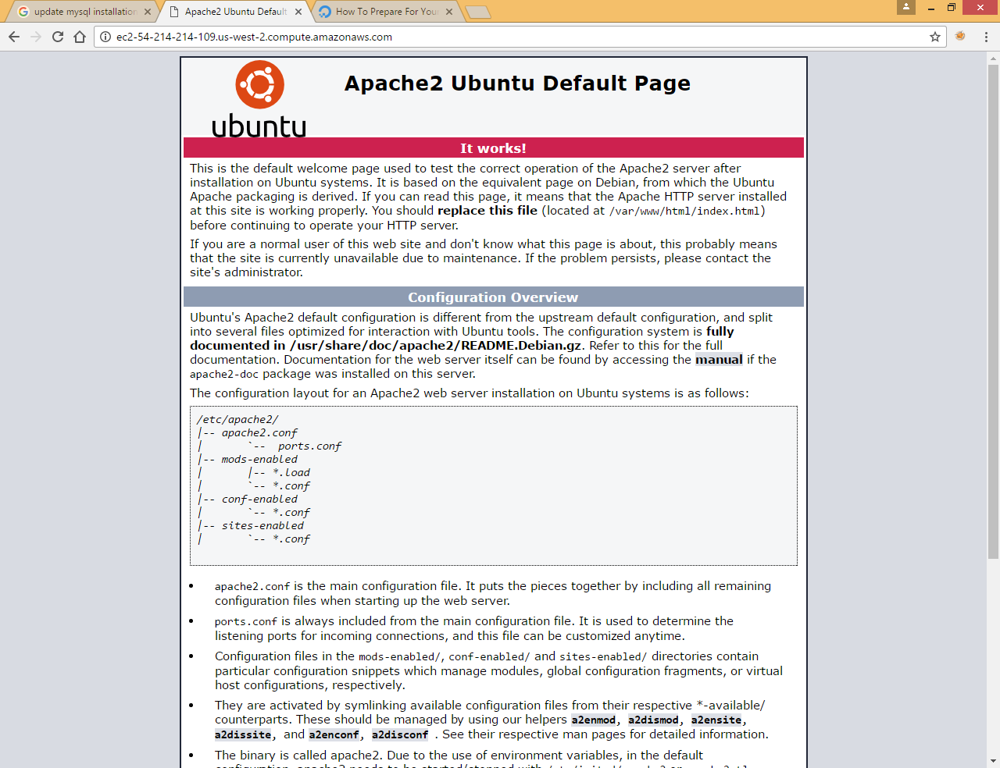 update mysql installation
Apache2 Ubuntu Default
How To Prepare For Your
ec2-54-214-214-109.us-west-2.compute.amazonaws.com
ubuntu
Apache2 Ubuntu Default Page
It works!
This is the default welcome page used to test the correct operation of the Apache2 server after
installation on Ubuntu systems. It is based on the equivalent page on Debian, from which the Ubuntu
Apache packaging is derived. If you can read this page, it means that the Apache HTTP server installed
at this site is working properly. You should replace this file (located at /var/www/html/index.html)
before continuing to operate your HTTP server.
If you are a normal user of this web site and don't know what this page is about, this probably means
that the site is currently unavailable due to maintenance. If the problem persists, please contact the
site's administrator.
Configuration Overview
Ubuntu's Apache2 default configuration is different from the upstream default configuration, and split
into several files optimized for interaction with Ubuntu tools. The configuration system is fully
documented in /usr/share/doc/apache2/README.Debian.gz. Refer to this for the full
documentation. Documentation for the web server itself can be found by accessing the manual if the
apache2-doc package was installed on this server.
The configuration layout for an Apache2 web server installation on Ubuntu systems is as follows:
/etc/apache2/
|-- apache2.conf
|       `--  ports.conf
|-- mods-enabled
|       |-- *.load
|       `-- *.conf
|-- conf-enabled
|       `-- *.conf
|-- sites-enabled
|       `-- *.conf
• apache2.conf is the main configuration file. It puts the pieces together by including all remaining
configuration files when starting up the web server.
• ports.conf is always included from the main configuration file. It is used to determine the
listening ports for incoming connections, and this file can be customized anytime.
• Configuration files in the mods-enabled/, conf-enabled/ and sites-enabled/ directories contain
particular configuration snippets which manage modules, global configuration fragments, or virtual
host configurations, respectively.
• They are activated by symlinking available configuration files from their respective *-available/
counterparts. These should be managed by using our helpers a2enmod, a2dismod, a2ensite,
a2dissite, and a2enconf, a2disconf . See their respective man pages for detailed information.
• The binary is called apache2. Due to the use of environment variables, in the default